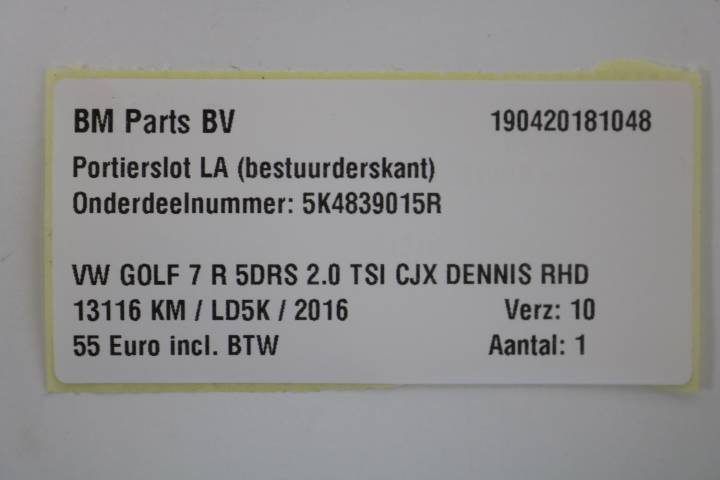 BM Parts BV 190420181048
Portierslot LA (bestuurderskant)
Onderdeelnummer: 5K4839015R
VW GOLF 7 R 5DRS 2.0 TSI CJX DENNIS RHD
13116 KM / LD5K / 2016 Verz: 10
55 Euro incl. BTW Aantal: 1